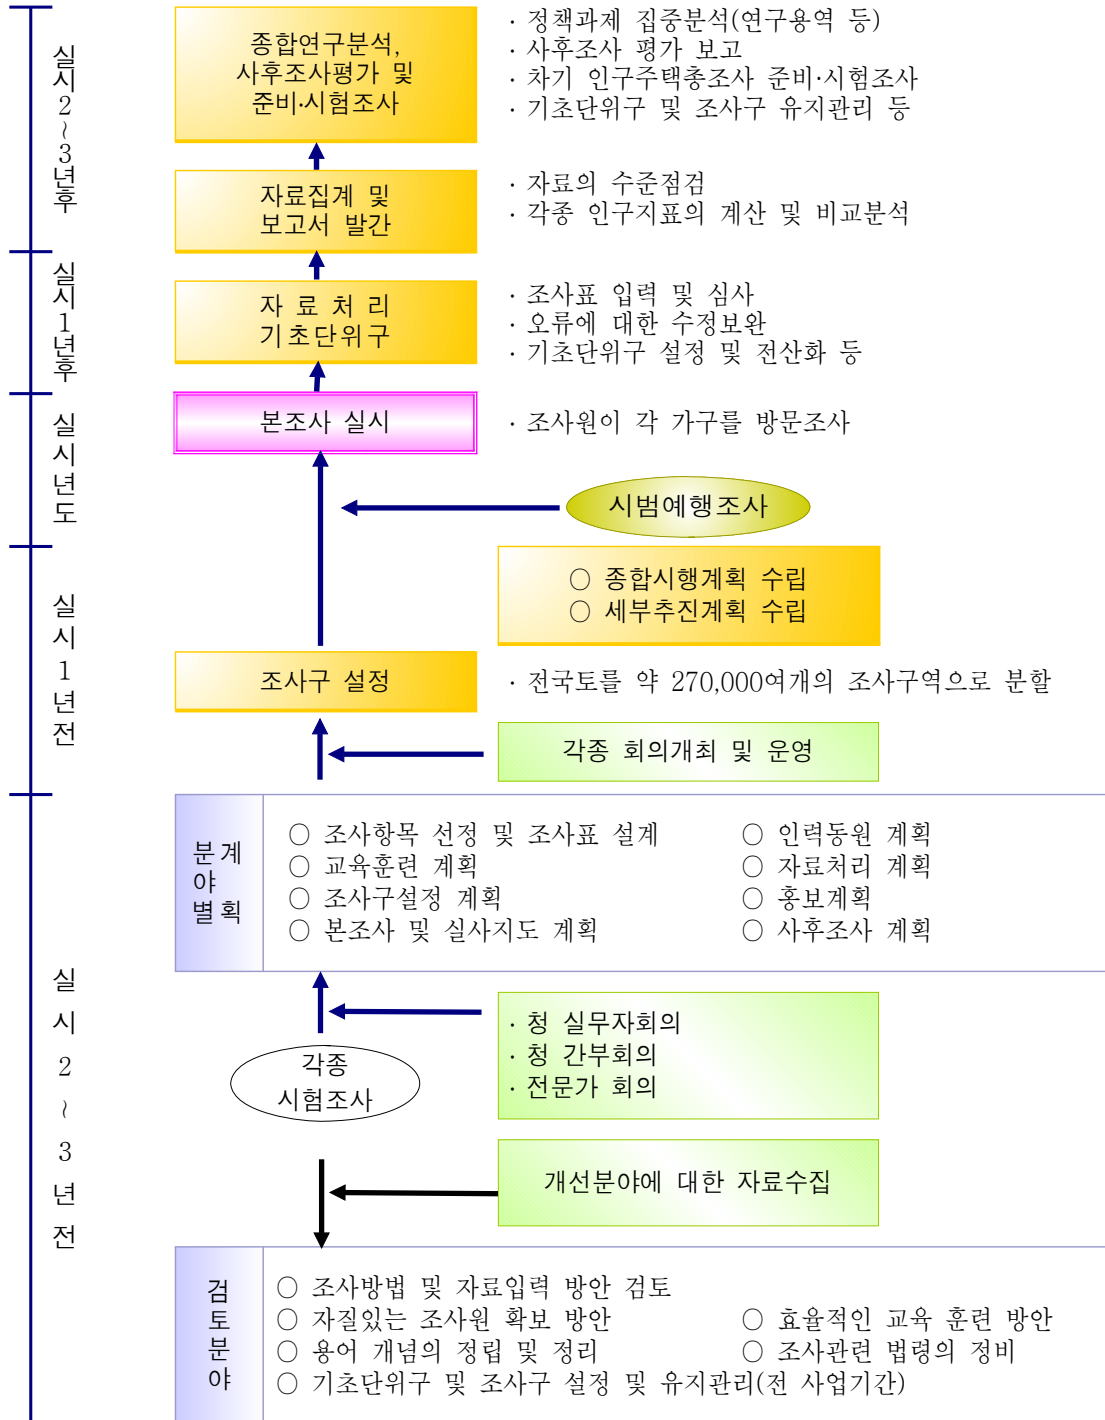 실시2~3년후
종합연구분석,
사후조사평가 및
준비·시험조사
· 정책과제 집중분석(연구용역 등)
· 사후조사 평가 보고
· 차기 인구주택총조사 준비·시험조사
· 기초단위구 및 조사구 유지관리 등
자료집계 및
보고서 발간
· 자료의 수준점검
· 각종 인구지표의 계산 및 비교분석
실시1년후
자 료 처 리
기초단위구
· 조사표 입력 및 심사
· 오류에 대한 수정보완
· 기초단위구 설정 및 전산화 등
실시년도
본조사 실시
· 조사원이 각 가구를 방문조사
시범예행조사
실시1년전
○ 종합시행계획 수립
○ 세부추진계획 수립
조사구 설정
· 전국토를 약 270,000여개의 조사구역으로 분할
각종 회의개최 및 운영
실시2~3년전
분계
야
별획
○ 조사항목 선정 및 조사표 설계 ○ 인력동원 계획
○ 교육훈련 계획 ○ 자료처리 계획
○ 조사구설정 계획 ○ 홍보계획
○ 본조사 및 실사지도 계획 ○ 사후조사 계획
· 청 실무자회의
· 청 간부회의
· 전문가 회의
각종
시험조사
개선분야에 대한 자료수집
검
토
분
야
○ 조사방법 및 자료입력 방안 검토
○ 자질있는 조사원 확보 방안 ○ 효율적인 교육 훈련 방안
○ 용어 개념의 정립 및 정리 ○ 조사관련 법령의 정비
○ 기초단위구 및 조사구 설정 및 유지관리(전 사업기간)